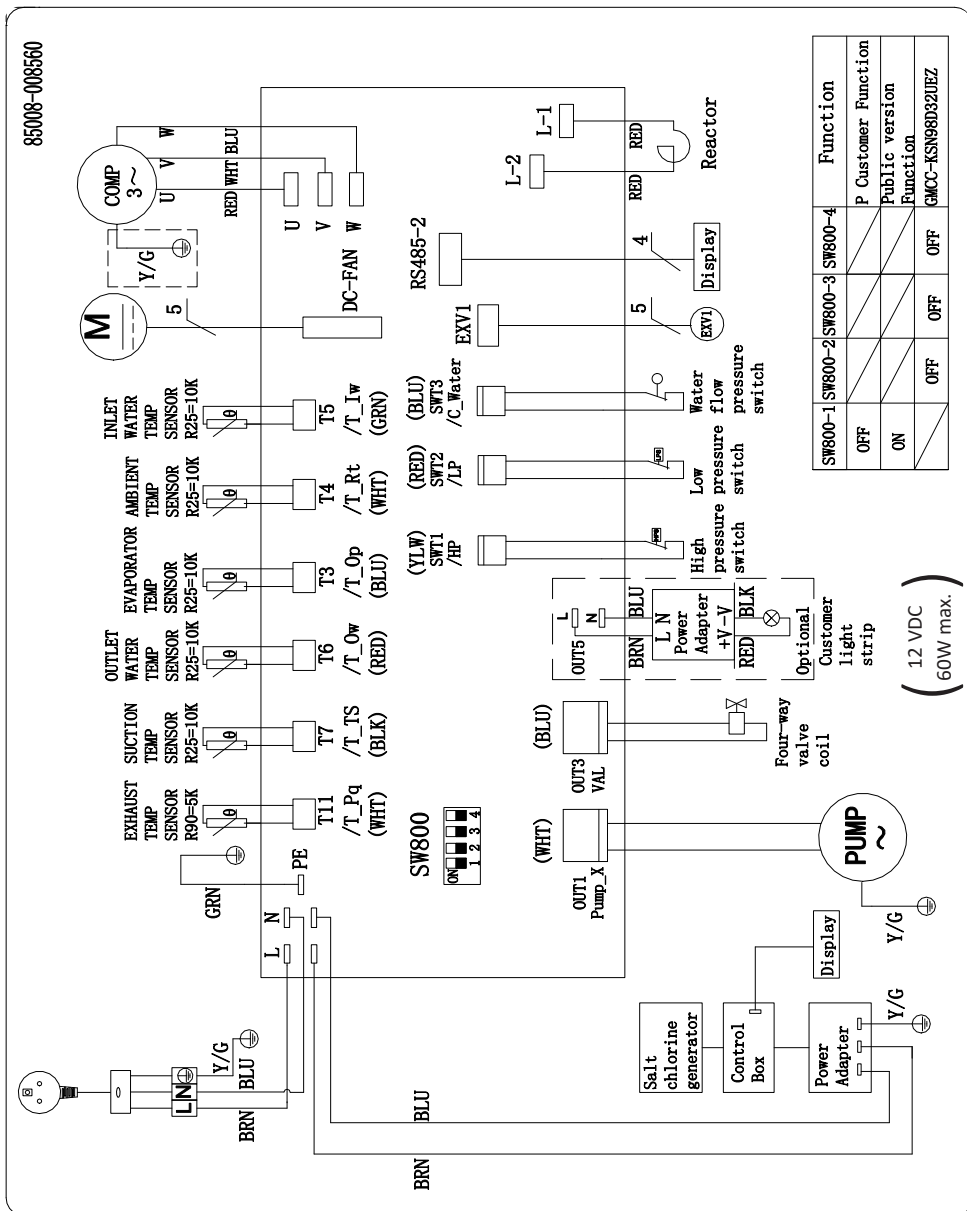 85008-008560
EXHAUST
TEMP
SENSOR
R90=5K
SUCTION
TEMP
SENSOR
R25=10K
OUTLET
WATER
TEMP
SENSOR
R25=10K
EVAPORATOR
TEMP
SENSOR
R25=10K
AMBIENT
TEMP
SENSOR
R25=10K
INLET
WATER
TEMP
SENSOR
R25=10K
θ
θ
θ
θ
θ
θ
T11
/T_Pq
(WHT)
T7
/T_TS
(BLK)
T6
/T_Ow
(RED)
T3
/T_Op
(BLU)
T4
/T_Rt
(WHT)
T5
/T_Iw
(GRN)
M
5
DC-FAN
Y/G
COMP
3~
U
V
W
RED
WHT
BLU
U
V
W
L N
Y/G
BLU
BRN
GRN
L
N
PE
BRN
BLU
SW800
ON
1 2 3 4
(WHT)
OUT1
Pump_X
PUMP
~
Y/G
(BLU)
OUT3
VAL
Four-way
valve
coil
OUT5
L
N
BRN
BLU
L N
Power
Adapter
+V -V
RED
BLK
Optional
Customer
light
strip
(12 VDC
60W max.)
(YLW)
SWT1
/HP
HPS
High
pressure
switch
(RED)
SWT2
/LP
LPS
Low
pressure
switch
(BLU)
SWT3
/C_Water
Water
flow
pressure
switch
EXV1
5
EXV1
RS485-2
4
Display
L-2
L-1
RED
RED
Reactor
Salt
chlorine
generator
Control
Box
Display
Power
Adapter
Y/G
SW800-1 SW800-2 SW800-3 SW800-4 Function
OFF P Customer Function
ON Public version
Function
OFF OFF OFF GMCC-KSN98D32UEZ